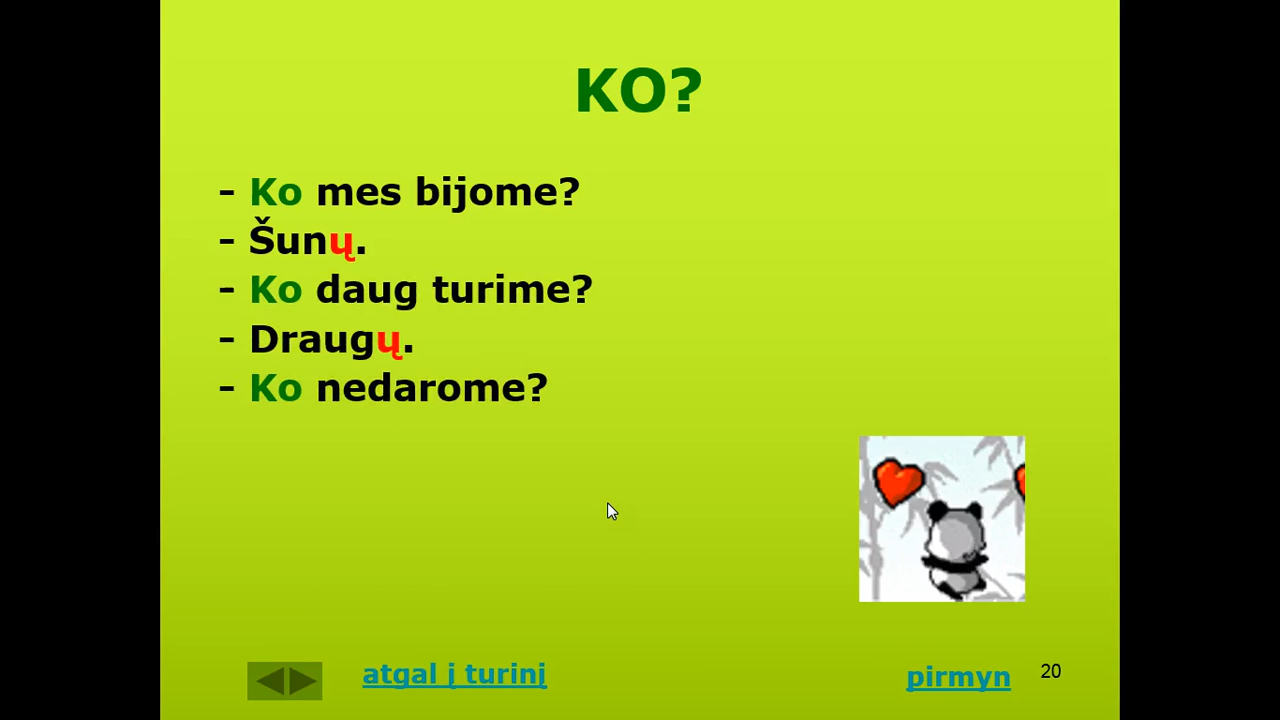 KO?
- Ko mes bijome?
- Šunų.
- Ko daug turime?
- Draugų.
- Ko nedarome?
atgal į turinį
pirmyn
20